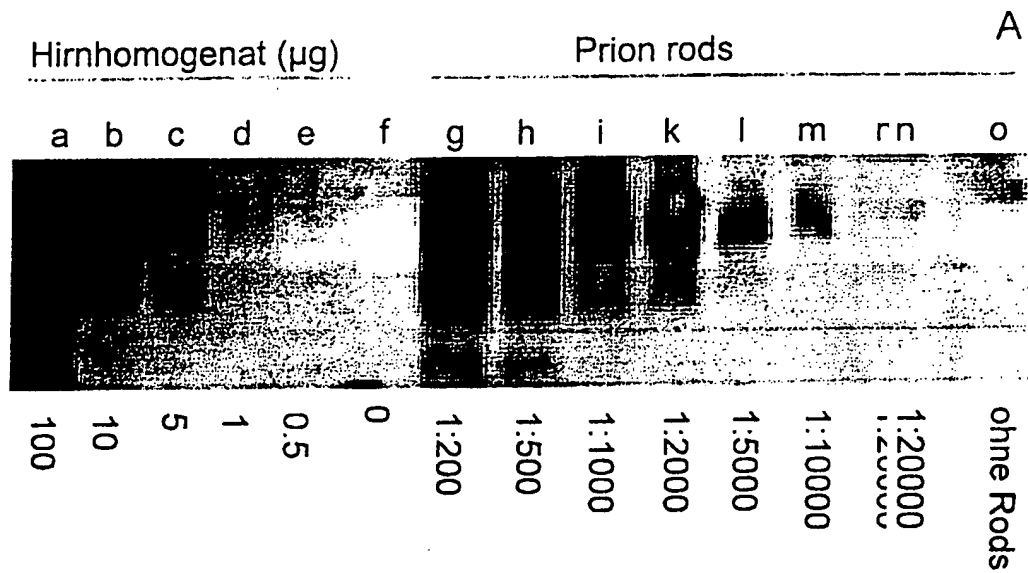 A
Hirnhomogenat (µg) Prion rods
a b c d e f g h i k l m n o
100 10 5 1 0.5 0 1:200 1:500 1:1000 1:2000 1:5000 1:10000 1:20000 ohne Rods